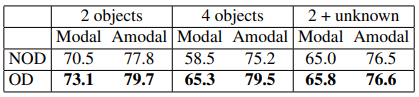 2 objects 4 objects 2 + unknown
Modal Amodal Modal Amodal Modal Amodal
NOD 70.5 77.8 58.5 75.2 65.0 76.5
OD 73.1 79.7 65.3 79.5 65.8 76.6